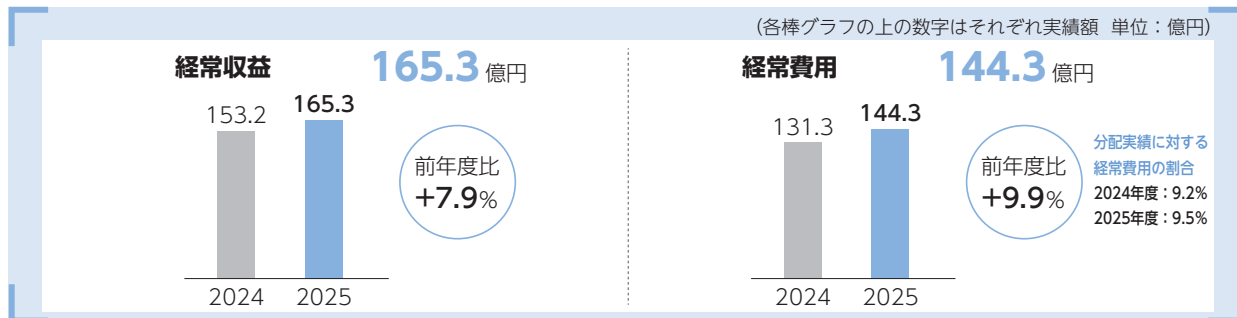 (各棒グラフの上の数字はそれぞれ実績額 単位：億円)
経常収益 165.3 億円
153.2 165.3
前年度比
+7.9%
2024 2025
経常費用 144.3 億円
131.3 144.3
前年度比
+9.9%
分配実績に対する
経常費用の割合
2024年度：9.2%
2025年度：9.5%
2024 2025